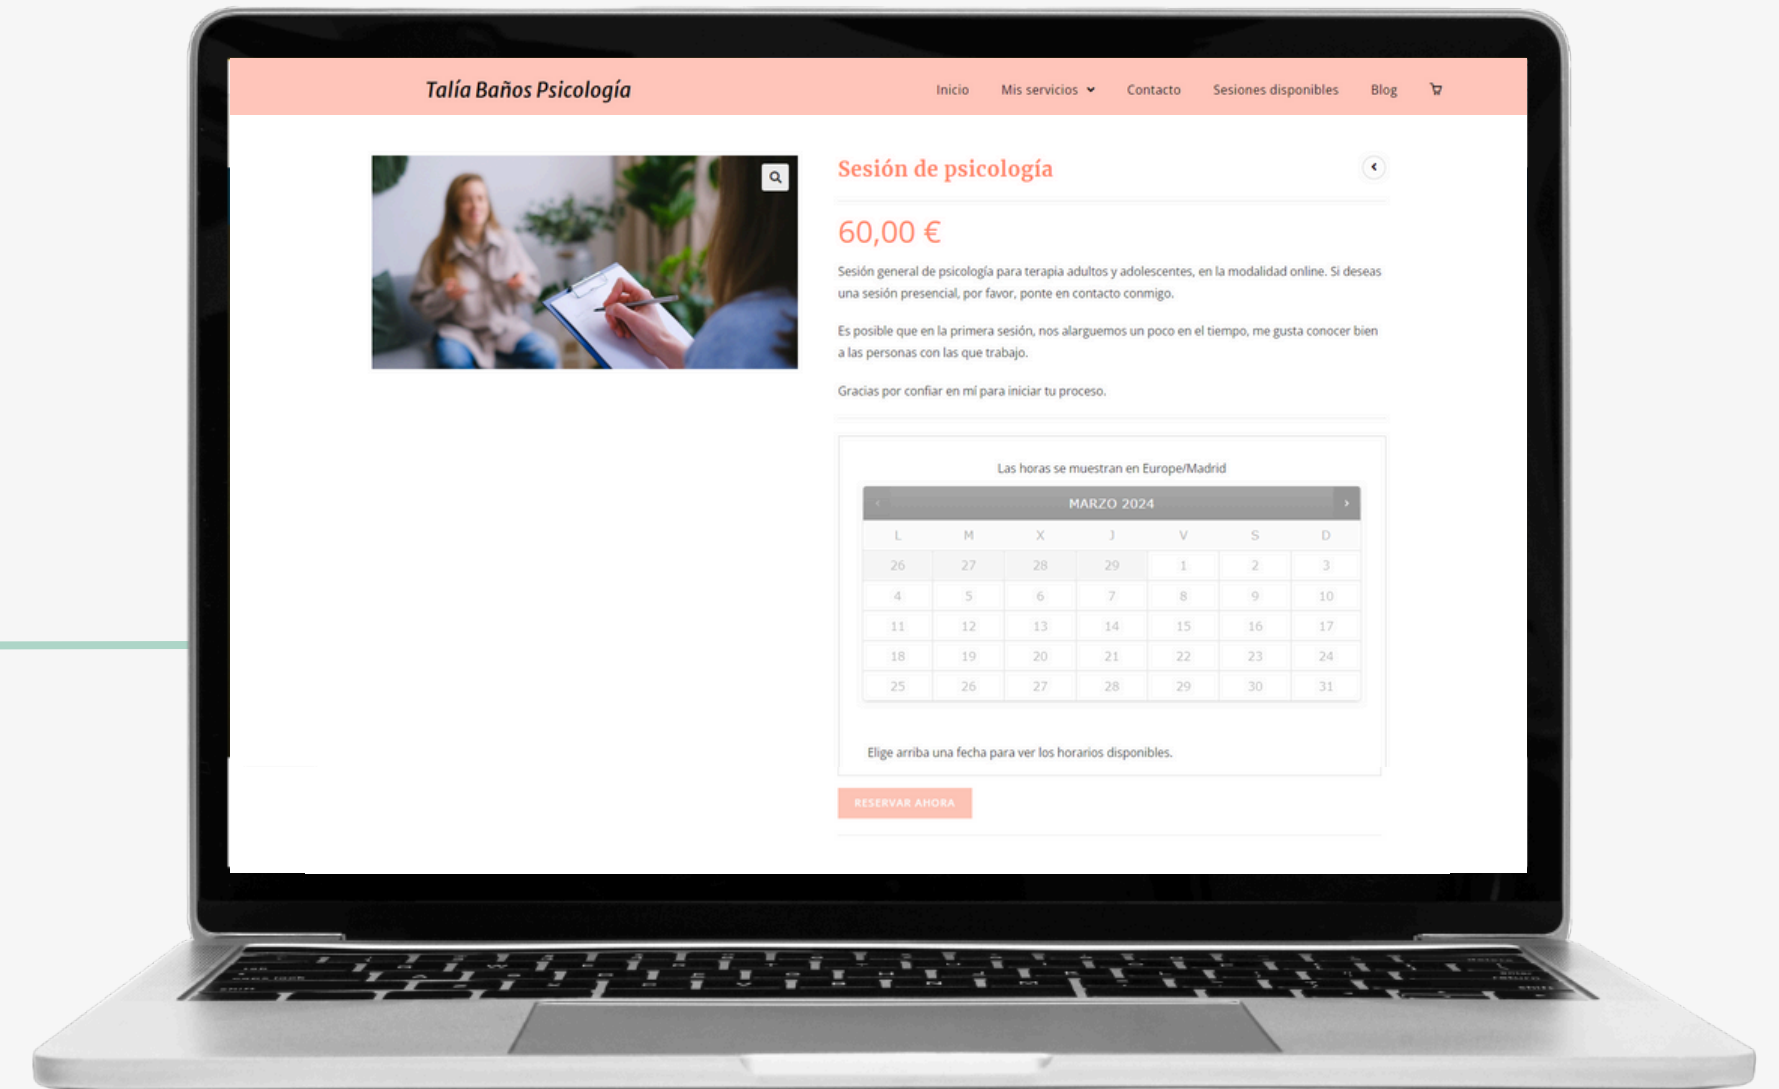 Talía Baños Psicología
Inicio Mis servicios Contacto Sesiones disponibles Blog
Sesión de psicología
60,00 €
Sesión general de psicología para terapia adultos y adolescentes, en la modalidad online. Si deseas
una sesión presencial, por favor, ponte en contacto conmigo.
Es posible que en la primera sesión, nos alarguemos un poco en el tiempo, me gusta conocer bien
a las personas con las que trabajo.
Gracias por confiar en mí para iniciar tu proceso.
Las horas se muestran en Europe/Madrid
MARZO 2024
L M X J V S D
26 27 28 29 1 2 3
4 5 6 7 8 9 10
11 12 13 14 15 16 17
18 19 20 21 22 23 24
25 26 27 28 29 30 31
Elige arriba una fecha para ver los horarios disponibles.
RESERVAR AHORA